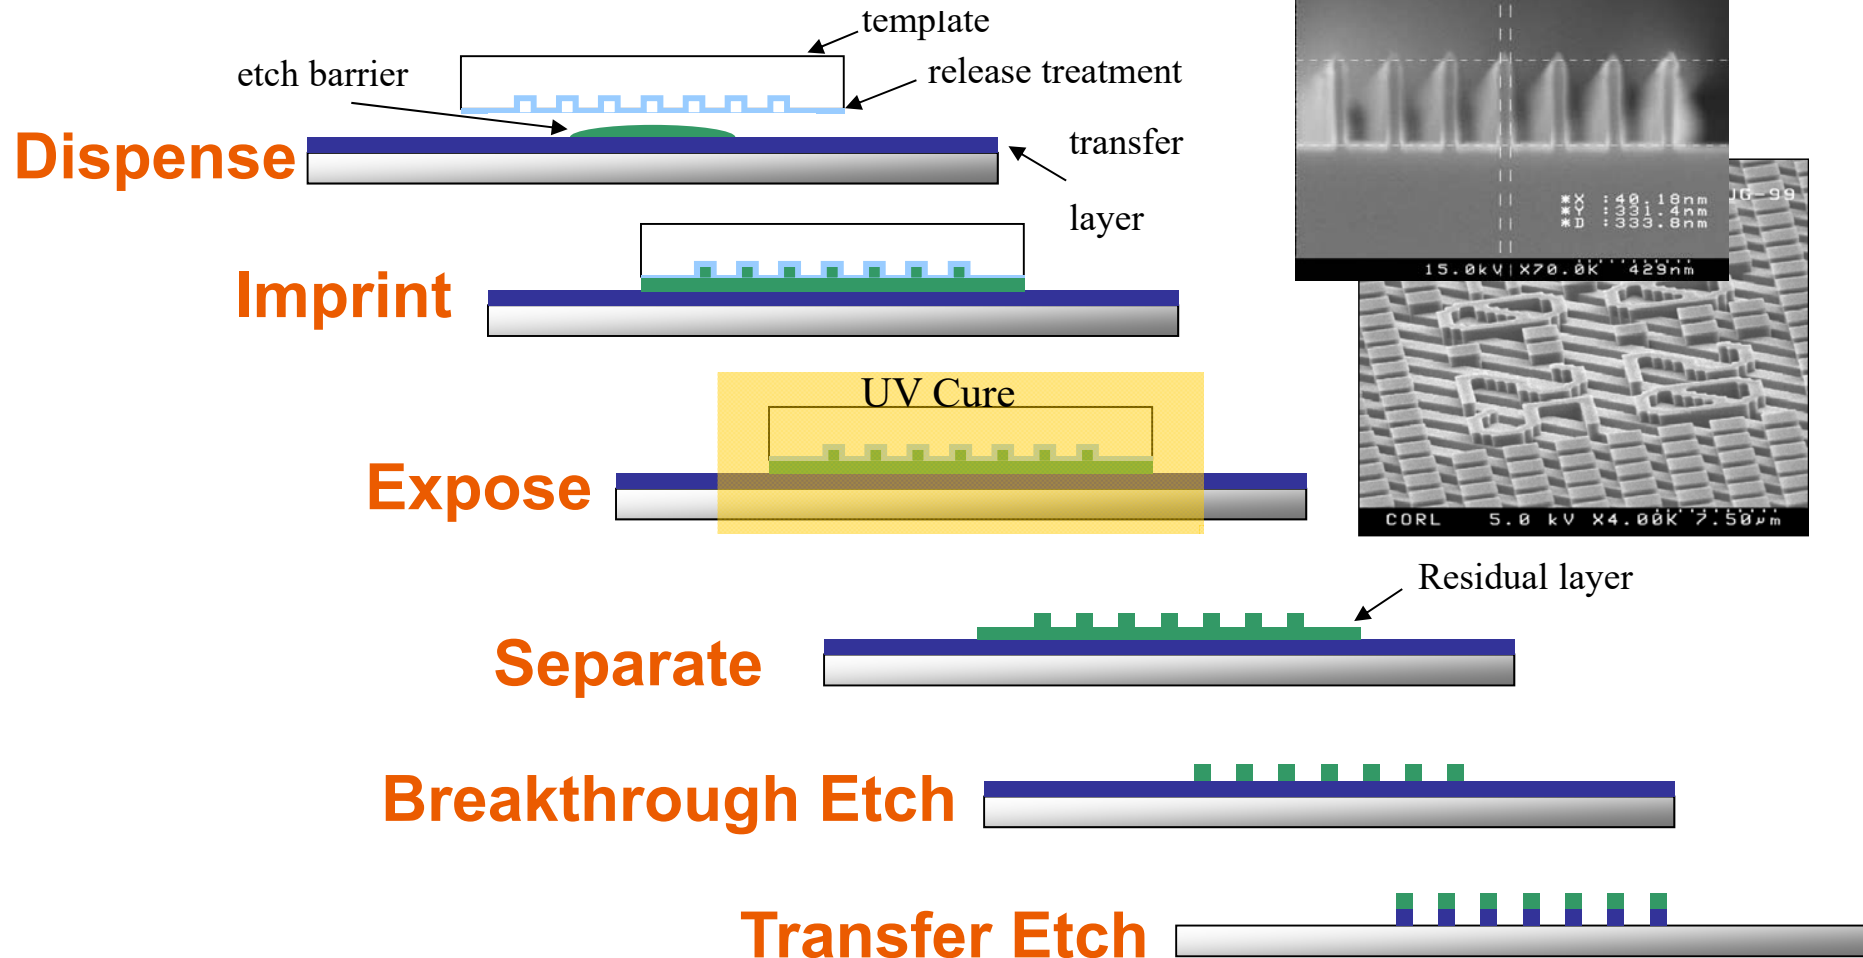 template
etch barrier
release treatment
Dispense
transfer
layer
Imprint
UV Cure
Expose
Residual layer
Separate
Breakthrough Etch
Transfer Etch
*X :40.18nm
*Y :331.4nm
*D :333.8nm
15.0kV X70.0K 429nm
G-99
CORL 5.0 kV X4.00K 7.50µm